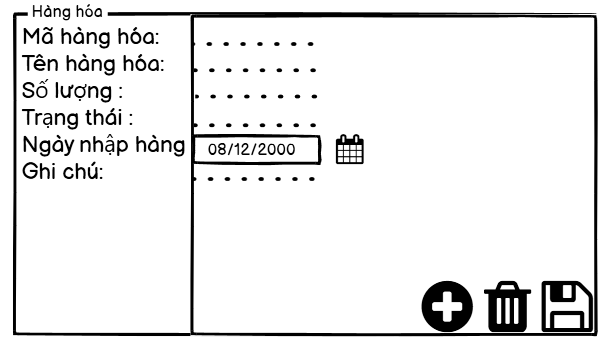 Hàng hóa
Mã hàng hóa:
Tên hàng hóa:
Số lượng :
Trạng thái :
Ngày nhập hàng 08/12/2000
Ghi chú: